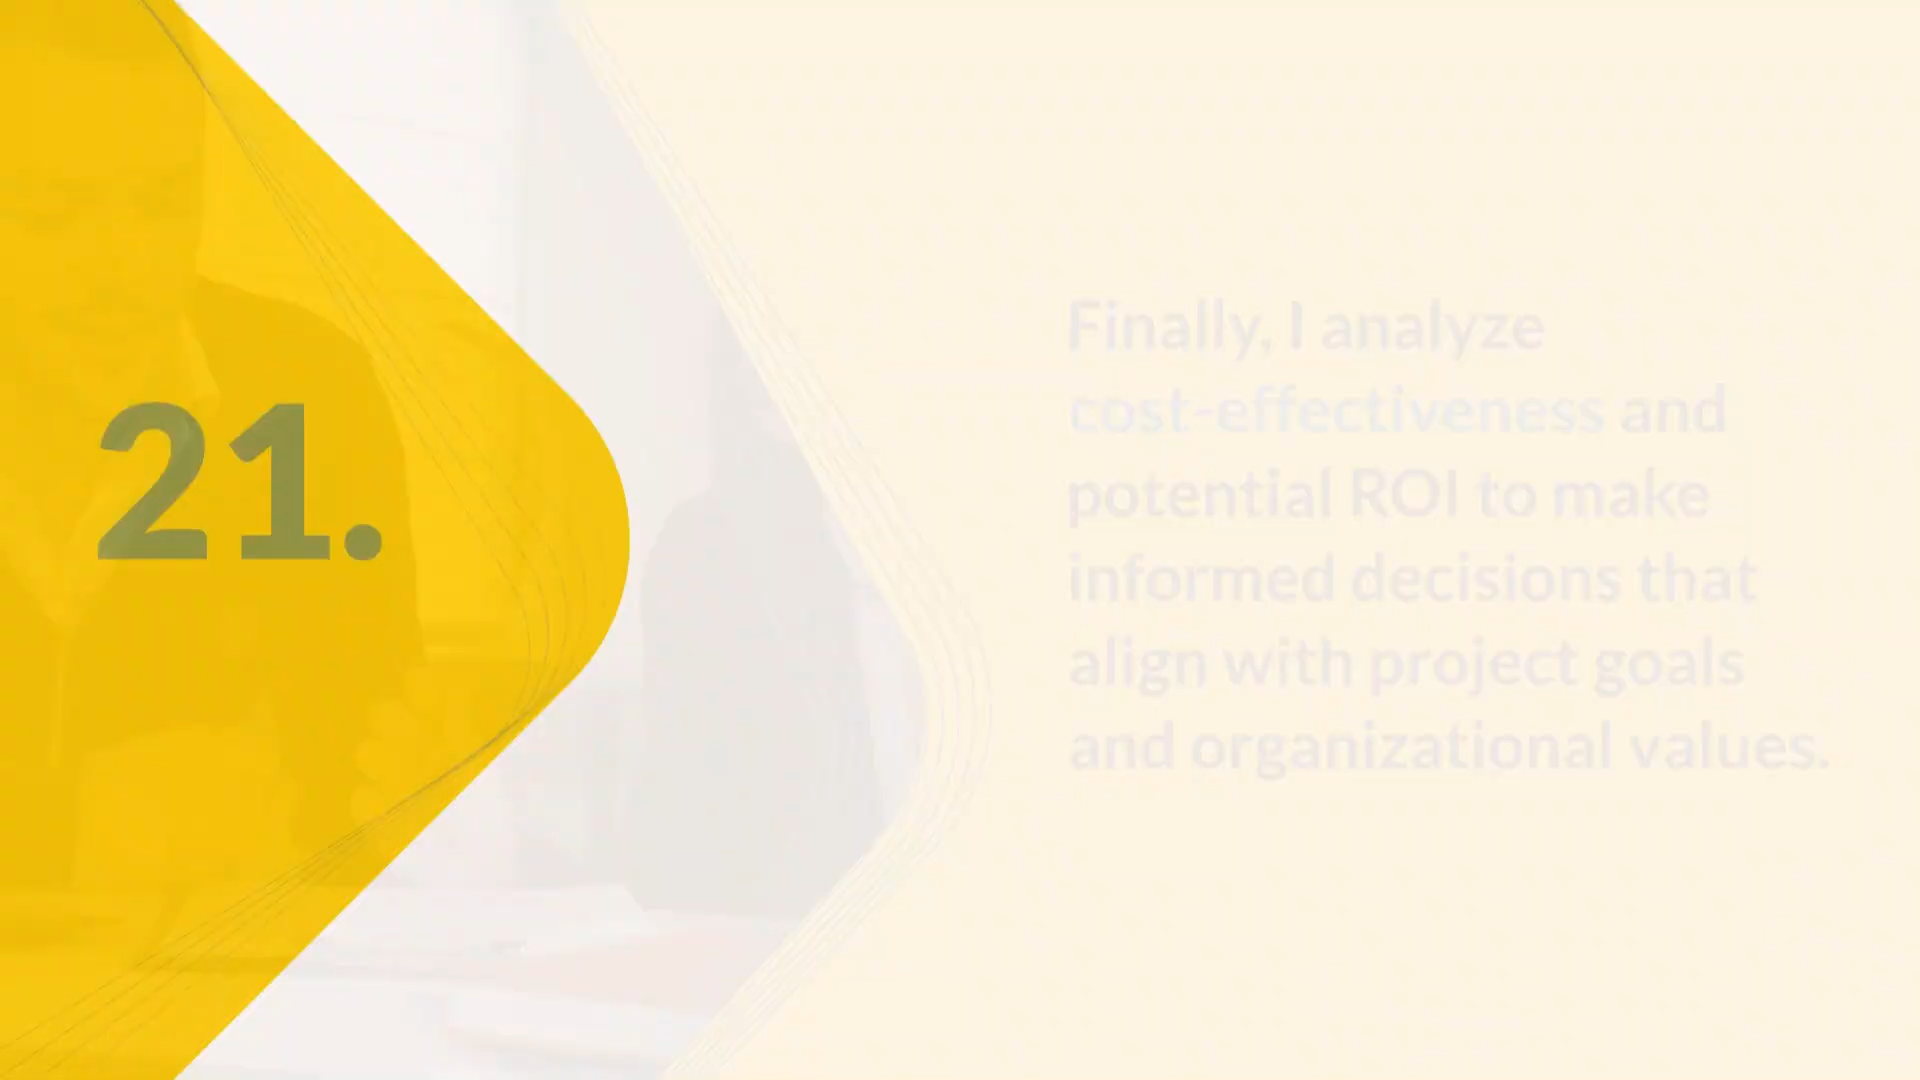 21.
Finally, I analyze
cost-effectiveness and
potential ROI to make
informed decisions that
align with project goals
and organizational values.